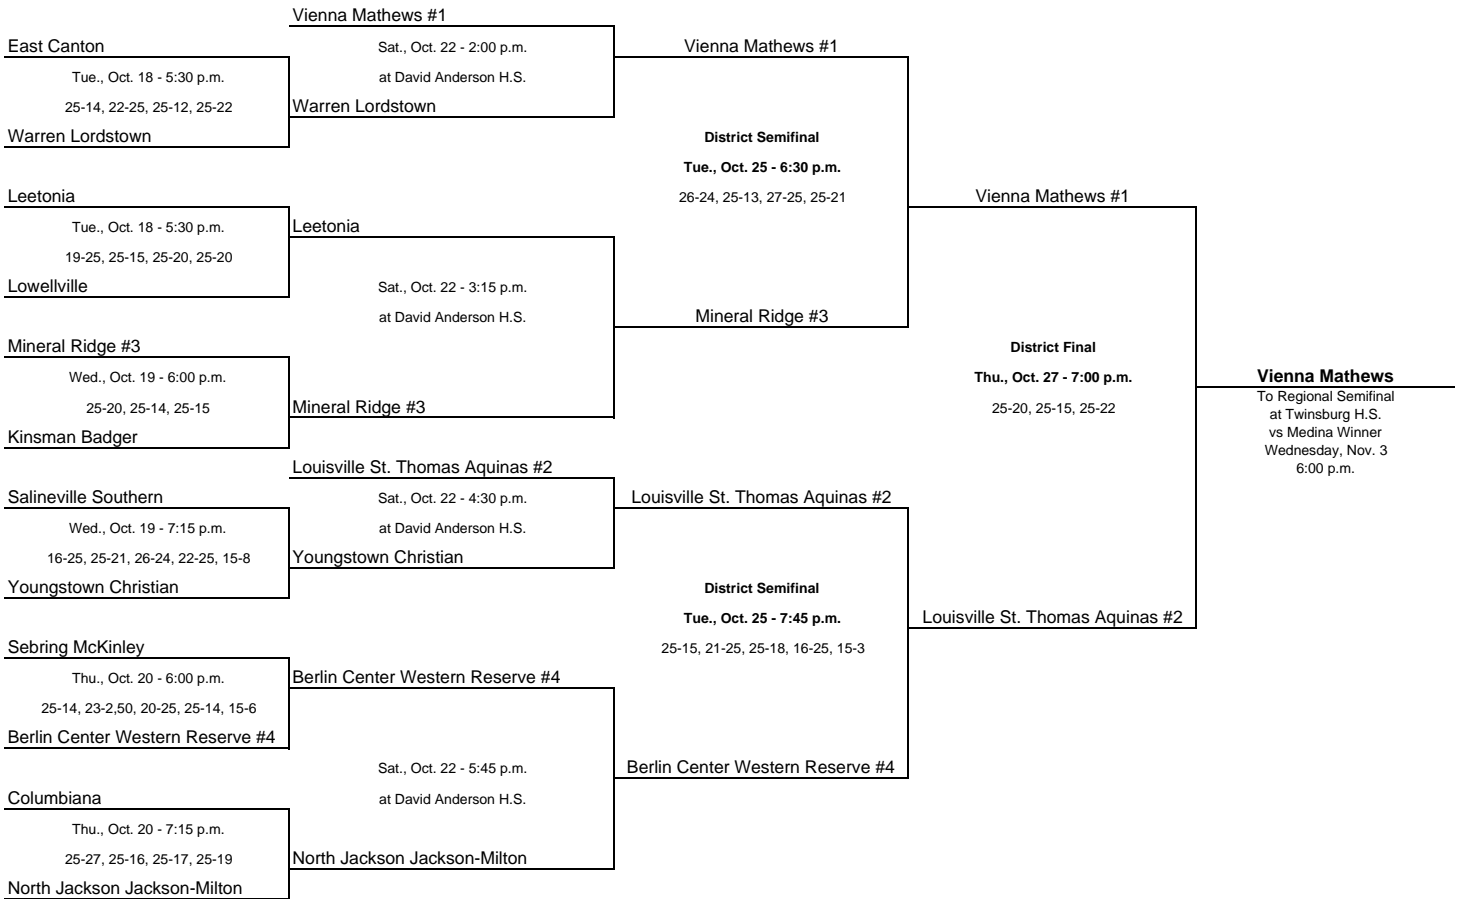 Vienna Mathews #1
East Canton
Sat., Oct. 22 - 2:00 p.m.
Vienna Mathews #1
Tue., Oct. 18 - 5:30 p.m.
at David Anderson H.S.
25-14, 22-25, 25-12, 25-22
Warren Lordstown
Warren Lordstown
District Semifinal
Tue., Oct. 25 - 6:30 p.m.
Leetonia
26-24, 25-13, 27-25, 25-21
Vienna Mathews #1
Tue., Oct. 18 - 5:30 p.m.
Leetonia
19-25, 25-15, 25-20, 25-20
Lowellville
Sat., Oct. 22 - 3:15 p.m.
at David Anderson H.S.
Mineral Ridge #3
Mineral Ridge #3
District Final
Wed., Oct. 19 - 6:00 p.m.
Thu., Oct. 27 - 7:00 p.m.
Vienna Mathews
25-20, 25-14, 25-15
Mineral Ridge #3
25-20, 25-15, 25-22
To Regional Semifinal
at Twinsburg H.S.
vs Medina Winner
Wednesday, Nov. 3
6:00 p.m.
Kinsman Badger
Louisville St. Thomas Aquinas #2
Salineville Southern
Sat., Oct. 22 - 4:30 p.m.
Louisville St. Thomas Aquinas #2
Wed., Oct. 19 - 7:15 p.m.
at David Anderson H.S.
16-25, 25-21, 26-24, 22-25, 15-8
Youngstown Christian
Youngstown Christian
District Semifinal
Tue., Oct. 25 - 7:45 p.m.
Louisville St. Thomas Aquinas #2
Sebring McKinley
25-15, 21-25, 25-18, 16-25, 15-3
Thu., Oct. 20 - 6:00 p.m.
Berlin Center Western Reserve #4
25-14, 23-2,50, 20-25, 25-14, 15-6
Berlin Center Western Reserve #4
Sat., Oct. 22 - 5:45 p.m.
Berlin Center Western Reserve #4
Columbiana
at David Anderson H.S.
Thu., Oct. 20 - 7:15 p.m.
25-27, 25-16, 25-17, 25-19
North Jackson Jackson-Milton
North Jackson Jackson-Milton